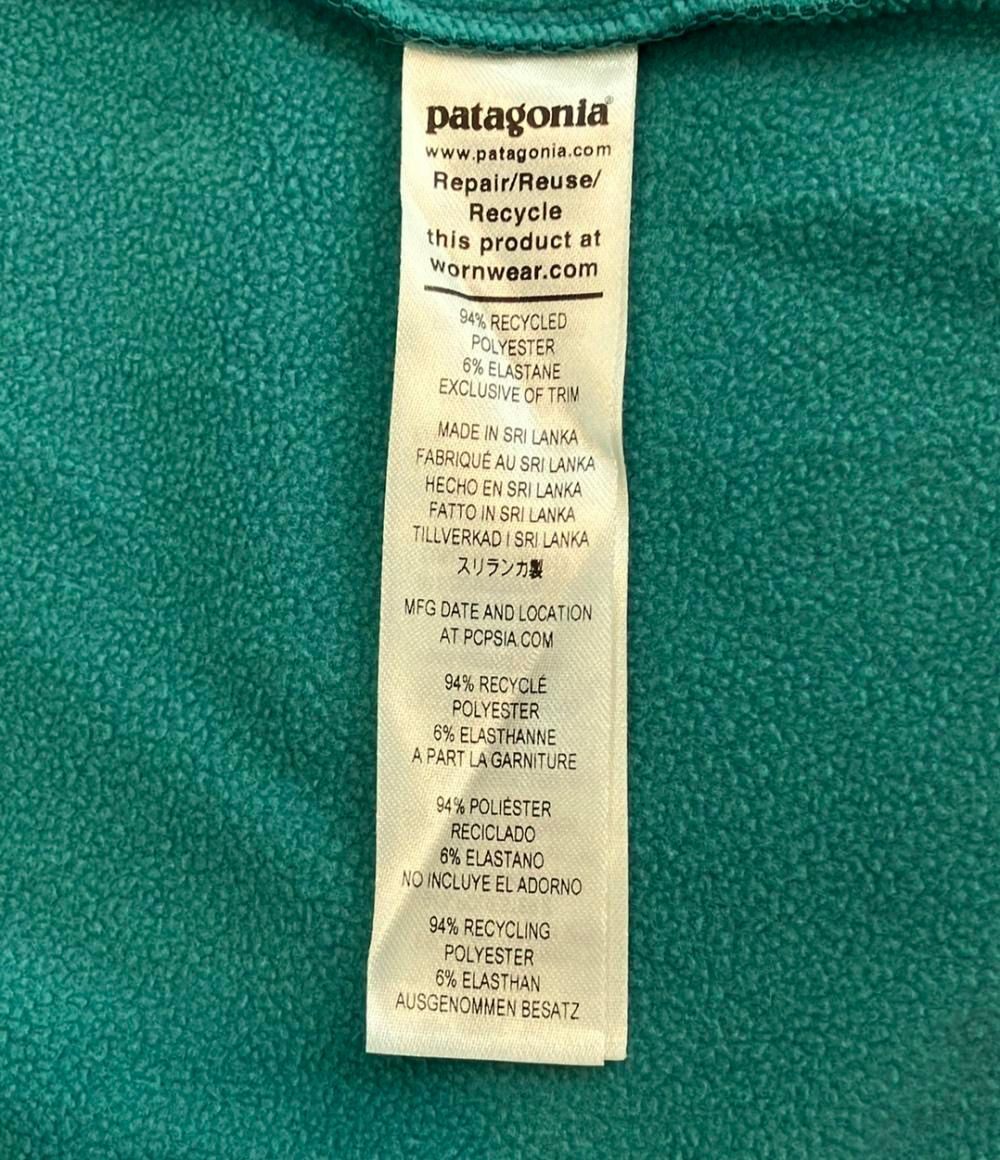 patagonia®
www.patagonia.com
Repair/Reuse/
Recycle
this product at
wornwear.com
94% RECYCLED
POLYESTER
6% ELASTANE
EXCLUSIVE OF TRIM
MADE IN SRI LANKA
FABRIQUÉ AU SRI LANKA
HECHO EN SRI LANKA
FATTO IN SRI LANKA
TILLVERKAD I SRI LANKA
スリランカ製
MFG DATE AND LOCATION
AT PCPSIA.COM
94% RECYCLÉ
POLYESTER
6% ELASTHANNE
A PART LA GARNITURE
94% POLIÉSTER
RECICLADO
6% ELASTANO
NO INCLUYE EL ADORNO
94% RECYCLING
POLYESTER
6% ELASTHAN
AUSGENOMMEN BESATZ